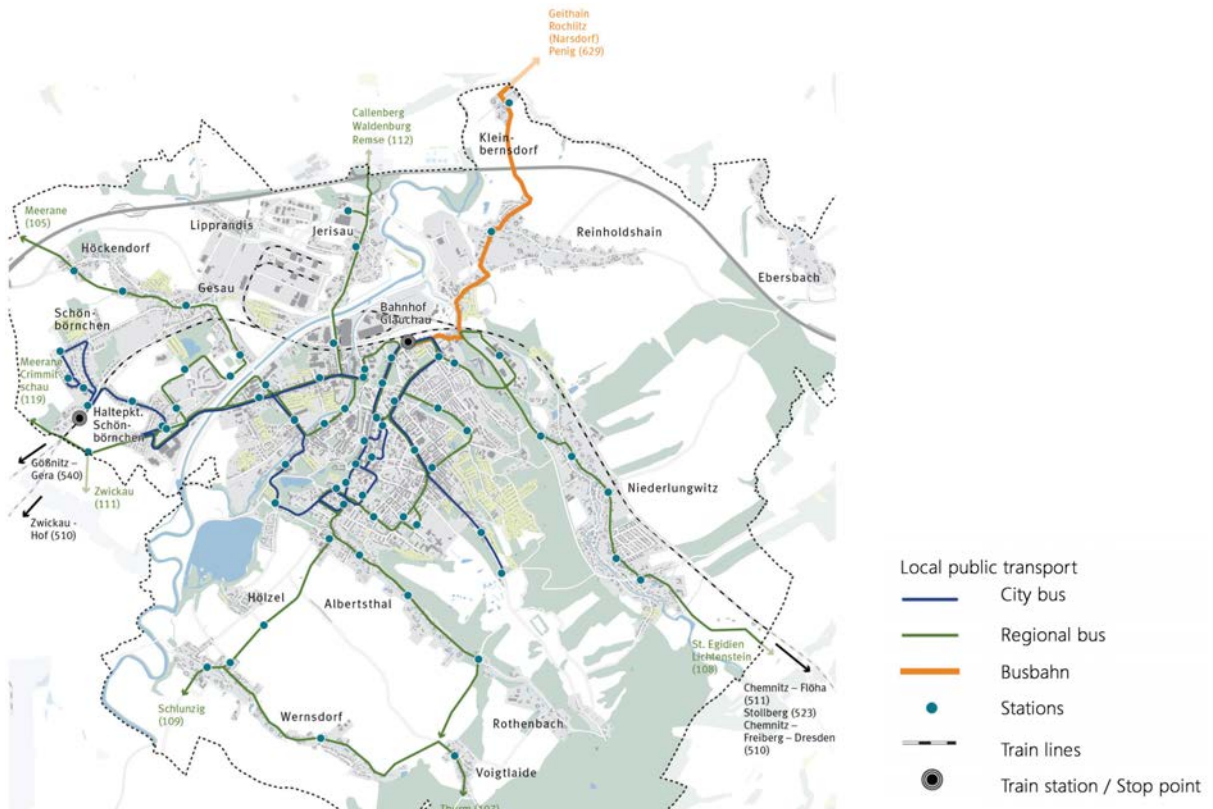 Geithain
Rochlitz
(Narsdorf)
Penig (629)
Callenberg
Waldenburg
Remse (112)
Klein-
bernsdorf
Meerane
(105)
Lipprandis
Jerisau
Reinholdshain
Höckendorf
Ebersbach
Gesau
Schön-
börnchen
Bahnhof
Glauchau
Meerane
Crimmit
schau
(119)
Haltepkt.
Schön-
börnchen
Gößnitz –
Gera (540)
Zwickau
(111)
Niederlungwitz
Zwickau -
Hof (510)
Hölzel
Albertsthal
St. Egidien
Lichtenstein
(108)
Schlunzig
(109)
Wernsdorf
Rothenbach
Chemnitz – Flöha
(511)
Stollberg (523)
Chemnitz –
Freiberg – Dresden
(510)
Voigtlaide
Thurm (107)
Local public transport
City bus
Regional bus
Busbahn
Stations
Train lines
Train station / Stop point